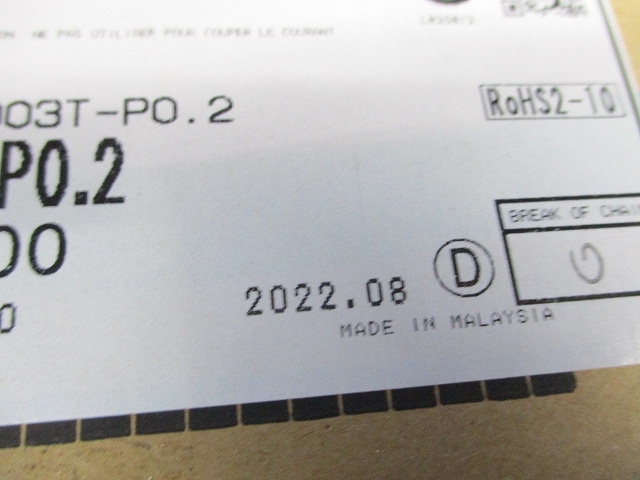 ON NE PAS UTILISER POUR COUPER LE COURANT
LR20812
003T-P0.2
RoHS2-10
P0.2
00
BREAK OF CHAIN
D
2022.08
0
MADE IN MALAYSIA